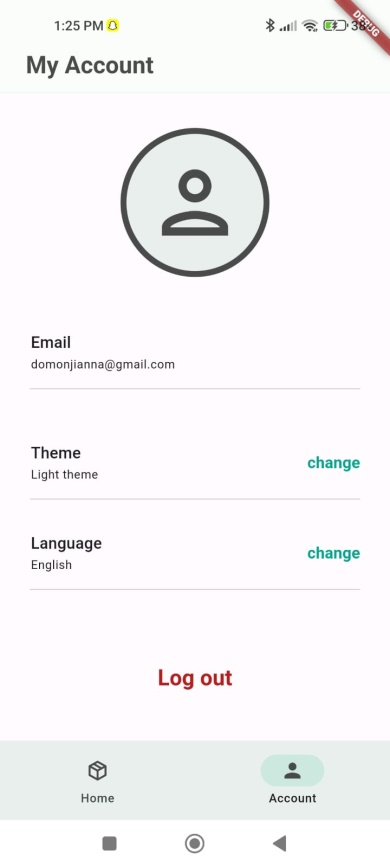 1:25 PM
DEBUG
My Account
Email
domonjianna@gmail.com
Theme
Light theme
change
Language
English
change
Log out
Home
Account